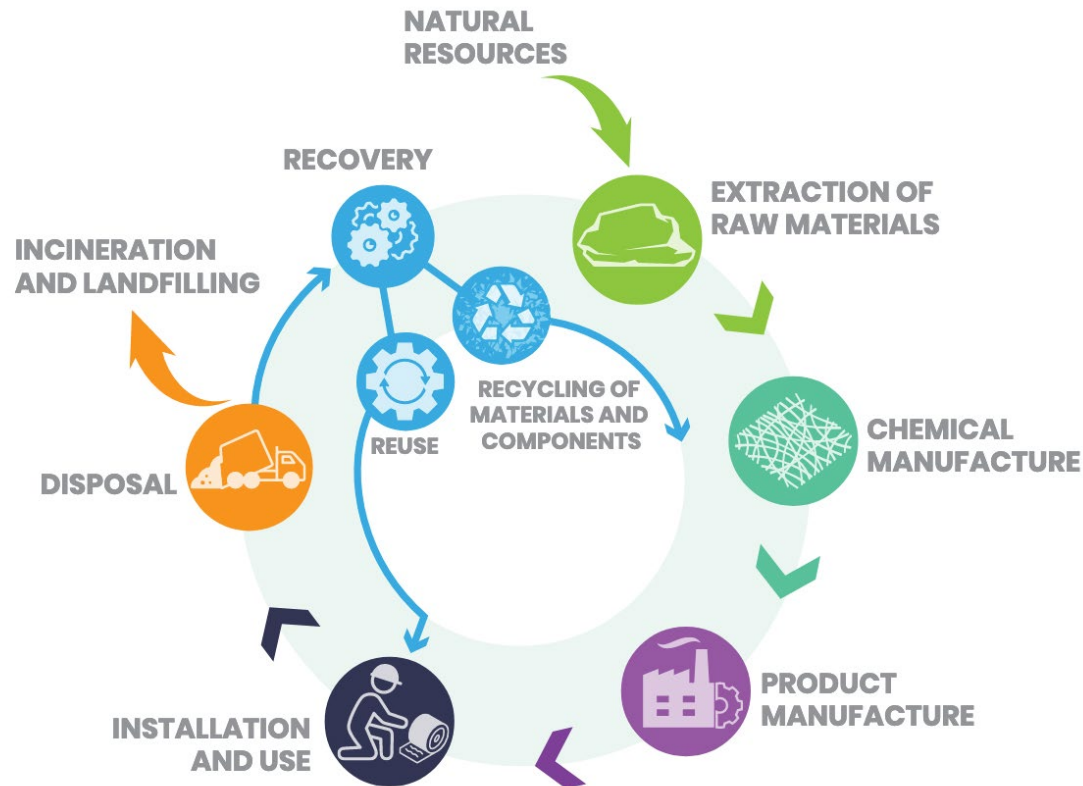 NATURAL
RESOURCES
RECOVERY
EXTRACTION OF
RAW MATERIALS
INCINERATION
AND LANDFILLING
RECYCLING OF
MATERIALS AND
COMPONENTS
REUSE
CHEMICAL
MANUFACTURE
DISPOSAL
PRODUCT
MANUFACTURE
INSTALLATION
AND USE